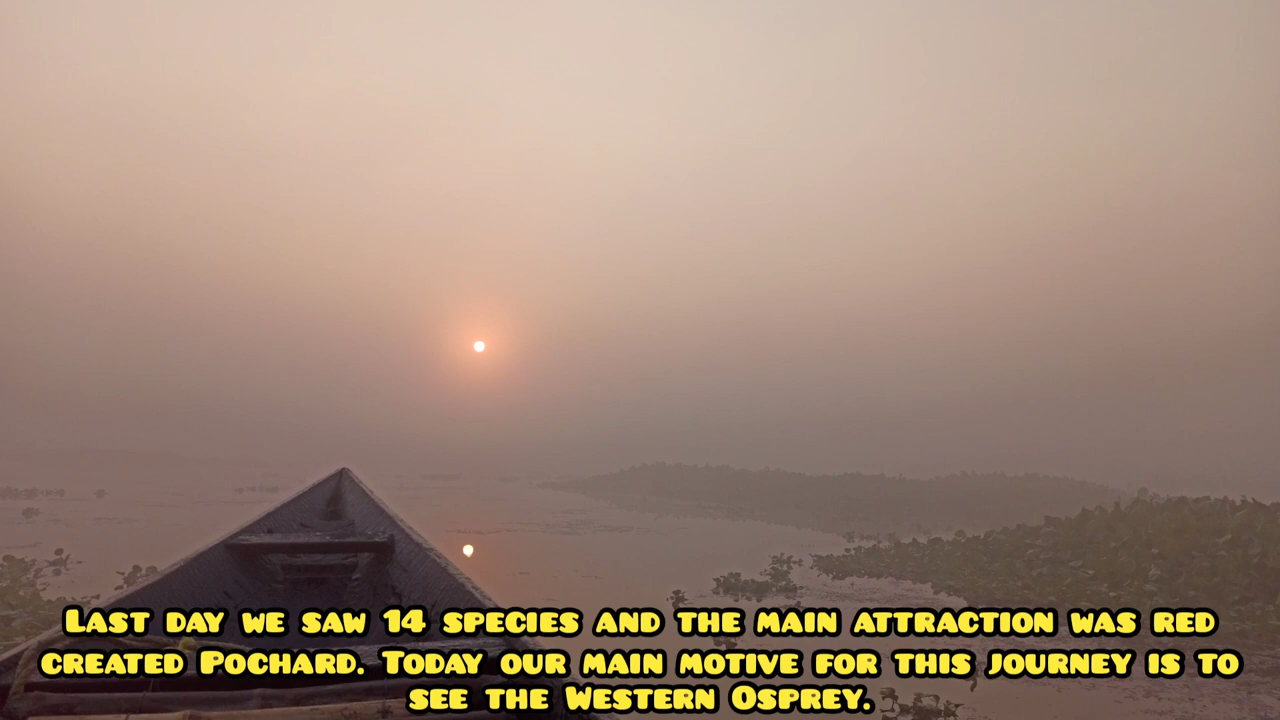 Last day we saw 14 species and the main attraction was red
created Pochard. Today our main motive for this journey is to
see the Western Osprey.